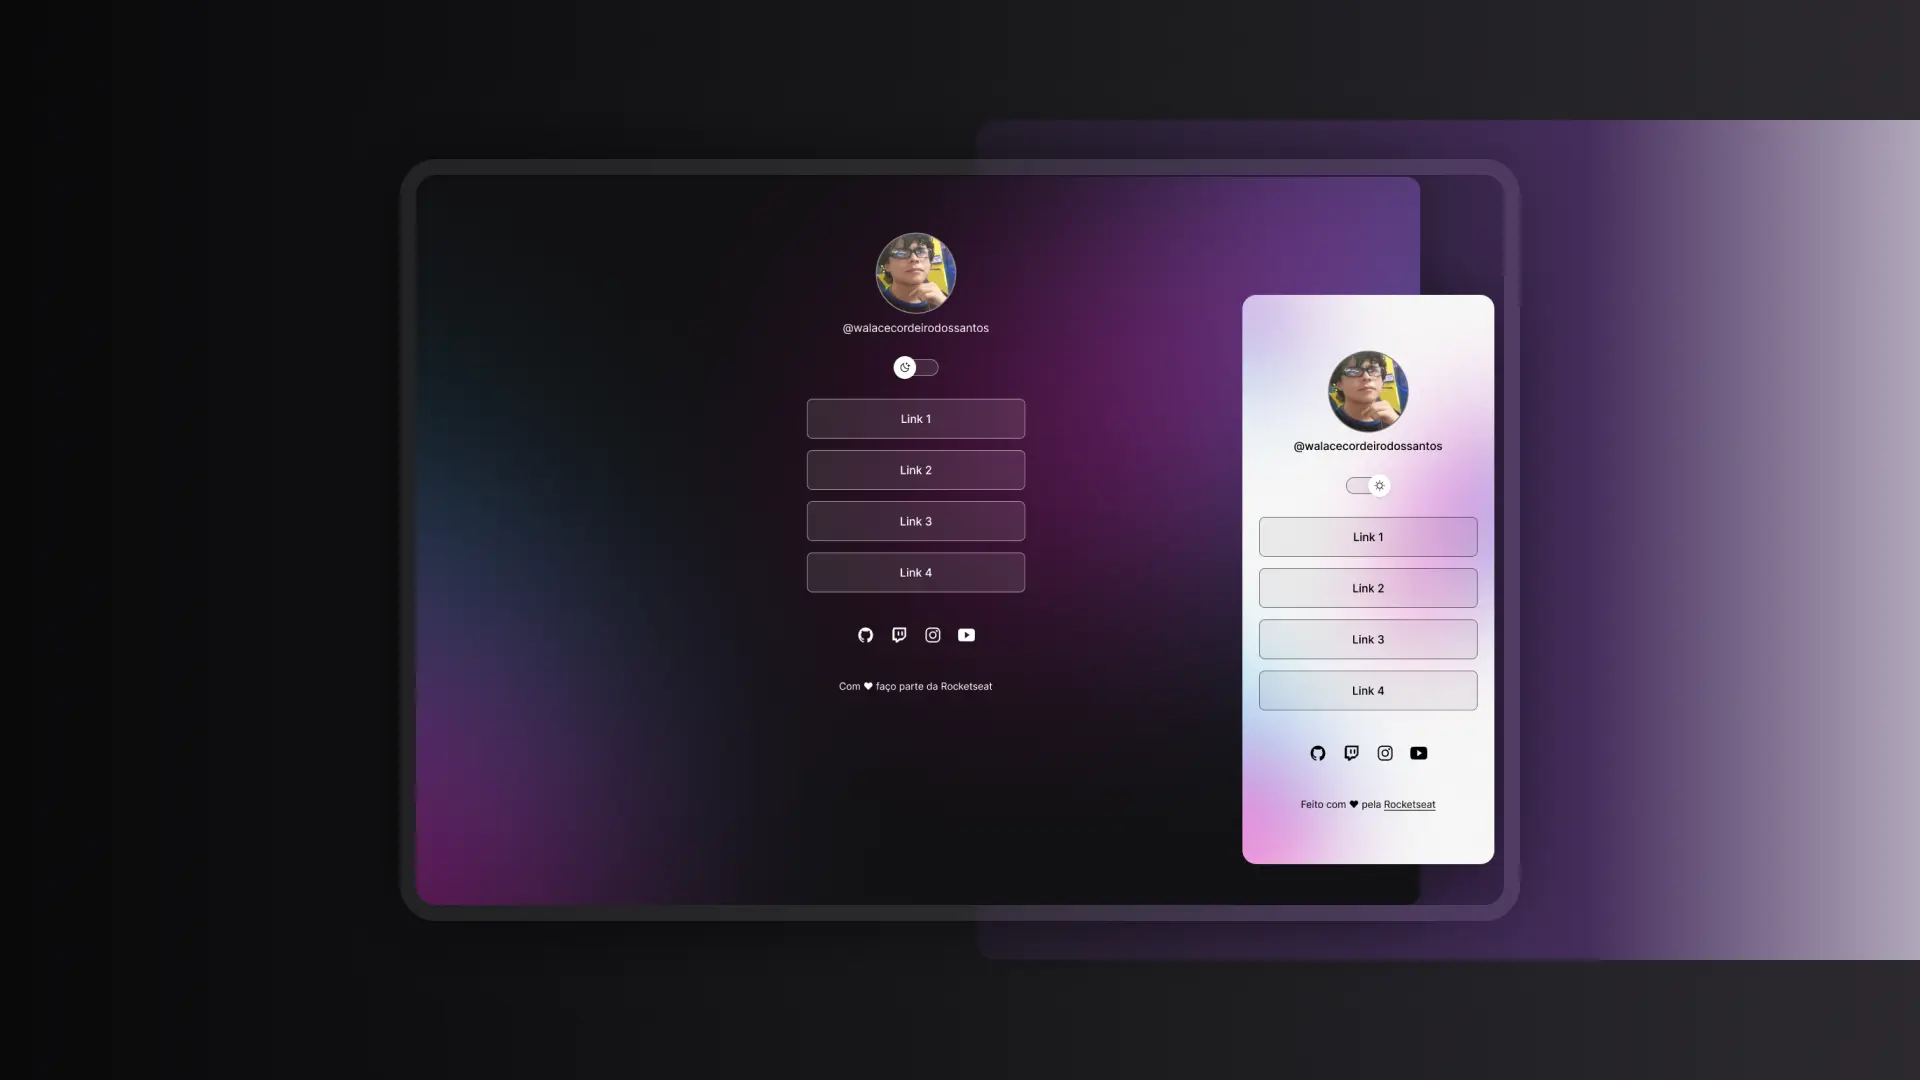 @walacecordeirodossantos
Link 1
Link 2
Link 3
Link 4
Com ♥ faço parte da Rocketseat
@walacecordeirodossantos
Link 1
Link 2
Link 3
Link 4
Feito com ♥ pela Rocketseat